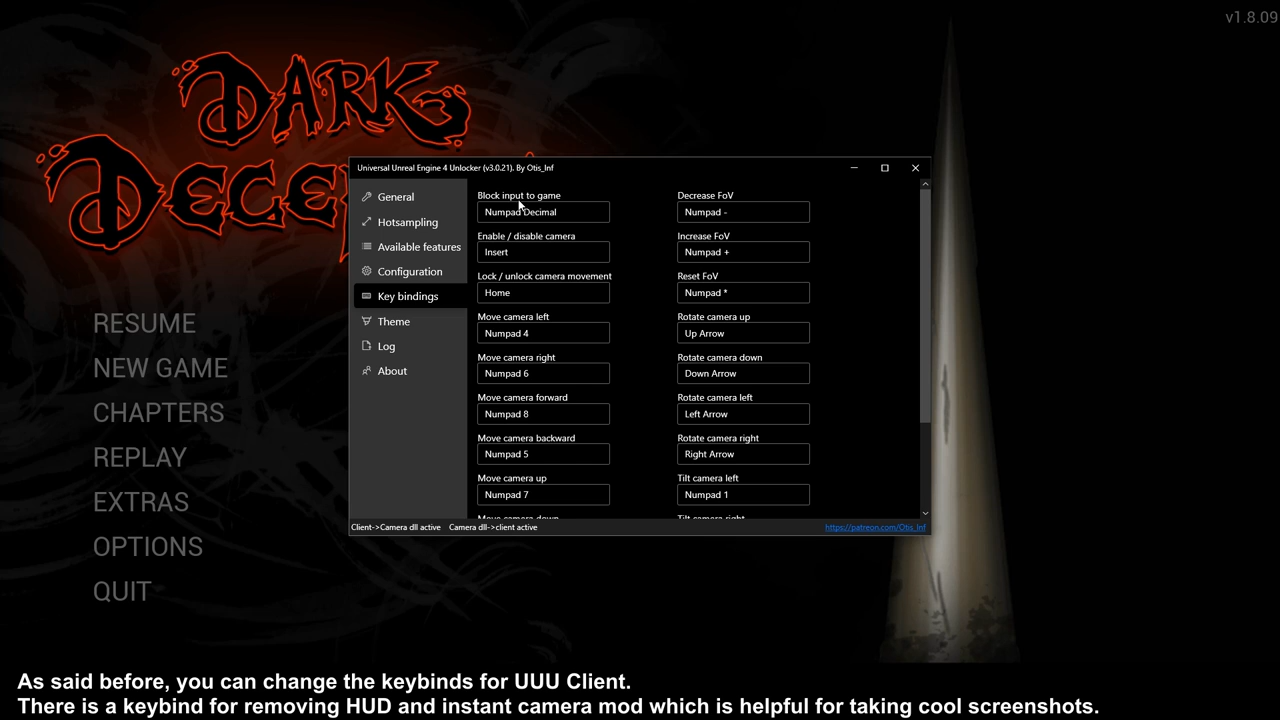 v1.8.09
DARK
DECE
Universal Unreal Engine 4 Unlocker (v3.0.21). By Otis_Inf
General
Hotsampling
Available features
Configuration
Key bindings
Theme
Log
About
Block input to game
Numpad Decimal
Enable / disable camera
Insert
Lock / unlock camera movement
Home
Move camera left
Numpad 4
Move camera right
Numpad 6
Move camera forward
Numpad 8
Move camera backward
Numpad 5
Move camera up
Numpad 7
Move camera down
Decrease FoV
Numpad -
Increase FoV
Numpad +
Reset FoV
Numpad *
Rotate camera up
Up Arrow
Rotate camera down
Down Arrow
Rotate camera left
Left Arrow
Rotate camera right
Right Arrow
Tilt camera left
Numpad 1
Tilt camera right
Client->Camera dll active Camera dll->client active
https://patreon.com/Otis_Inf
RESUME
NEW GAME
CHAPTERS
REPLAY
EXTRAS
OPTIONS
QUIT
As said before, you can change the keybinds for UUU Client.
There is a keybind for removing HUD and instant camera mod which is helpful for taking cool screenshots.